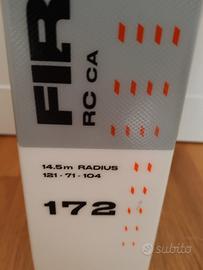 FIR
RC CA
14.5m RADIUS
121-71-104
172
subito